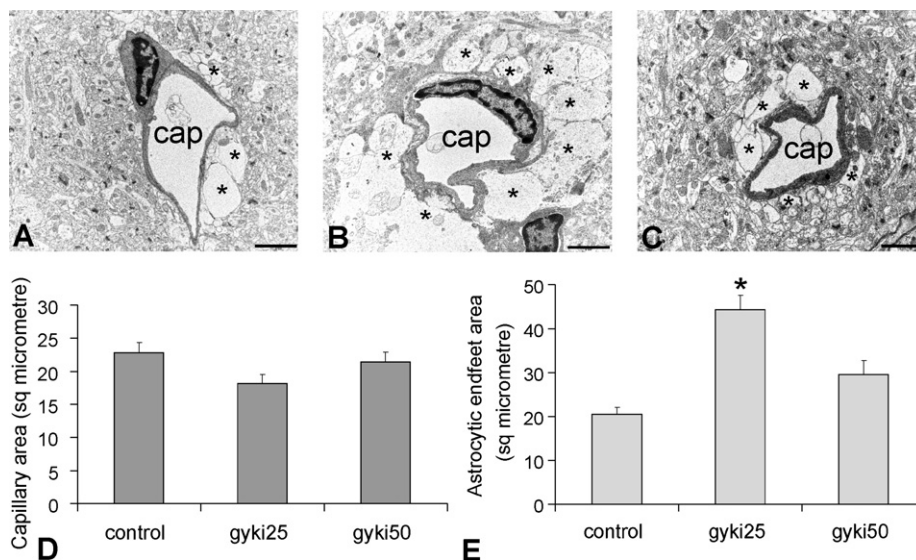 cap
*
*
*
A
cap
*
*
*
*
*
*
*
*
B
cap
*
*
*
*
*
*
C
Capillary area (sq micrometre)
30
25
20
15
10
5
0
control
gyki25
gyki50
D
Astrocytic endfeet area
(sq micrometre)
50
40
30
20
10
0
*
control
gyki25
gyki50
E